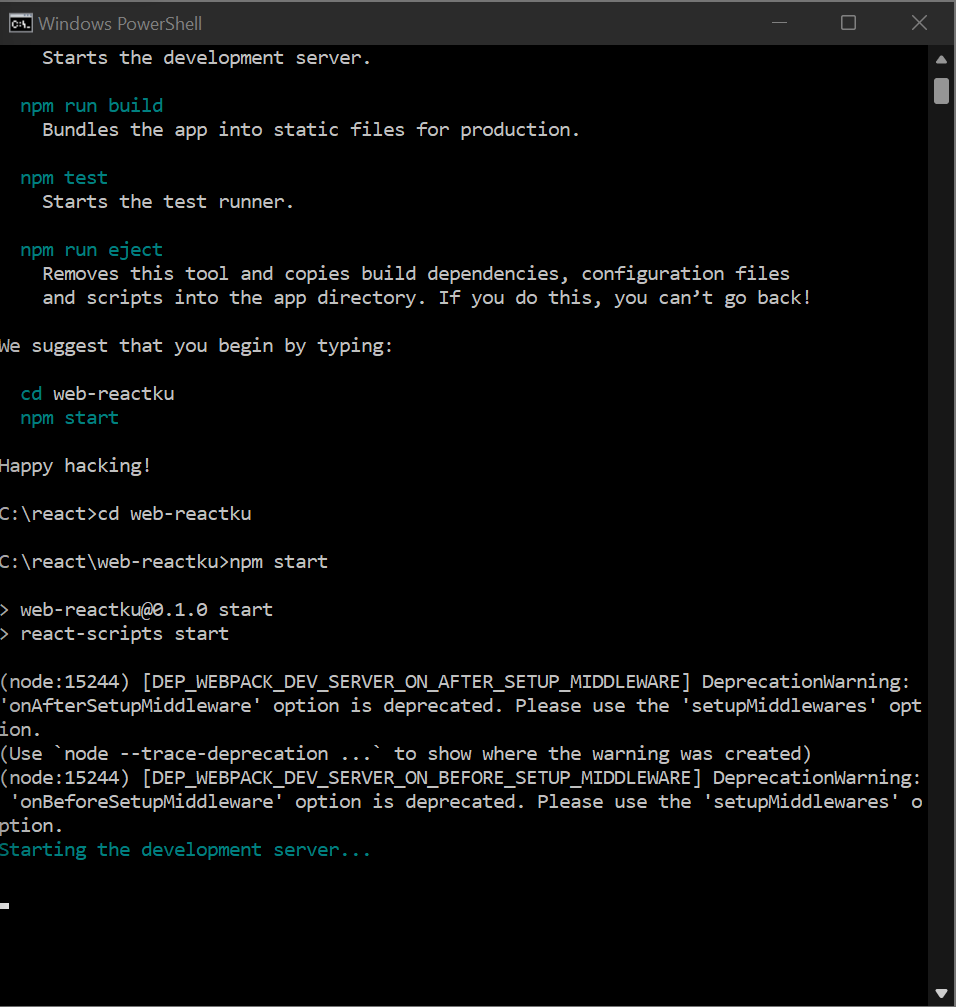 Windows PowerShell
Starts the development server.
npm run build
Bundles the app into static files for production.
npm test
Starts the test runner.
npm run eject
Removes this tool and copies build dependencies, configuration files
and scripts into the app directory. If you do this, you can’t go back!
We suggest that you begin by typing:
cd web-reactku
npm start
Happy hacking!
C:\react>cd web-reactku
C:\react\web-reactku>npm start
> web-reactku@0.1.0 start
> react-scripts start
(node:15244) [DEP_WEBPACK_DEV_SERVER_ON_AFTER_SETUP_MIDDLEWARE] DeprecationWarning:
'onAfterSetupMiddleware' option is deprecated. Please use the 'setupMiddlewares' opt
ion.
(Use `node --trace-deprecation ...` to show where the warning was created)
(node:15244) [DEP_WEBPACK_DEV_SERVER_ON_BEFORE_SETUP_MIDDLEWARE] DeprecationWarning:
'onBeforeSetupMiddleware' option is deprecated. Please use the 'setupMiddlewares' o
ption.
Starting the development server...